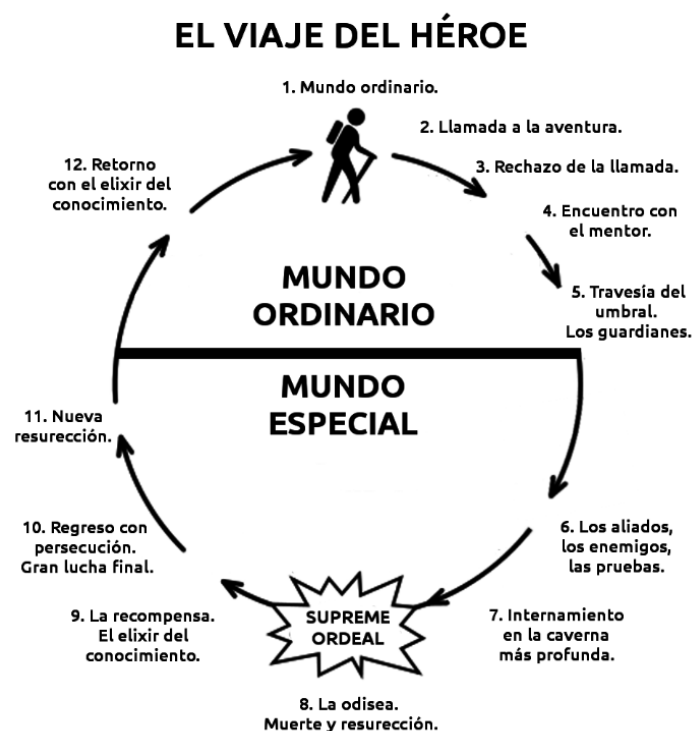 EL VIAJE DEL HÉROE
1. Mundo ordinario.
2. Llamada a la aventura.
3. Rechazo de la llamada.
4. Encuentro con
el mentor.
5. Travesía del
umbral.
Los guardianes.
MUNDO
ORDINARIO
MUNDO
ESPECIAL
6. Los aliados,
los enemigos,
las pruebas.
7. Internamiento
en la caverna
más profunda.
SUPREME
ORDEAL
8. La odisea.
Muerte y resurección.
9. La recompensa.
El elixir del
conocimiento.
10. Regreso con
persecución.
Gran lucha final.
11. Nueva
resurección.
12. Retorno
con el elixir del
conocimiento.